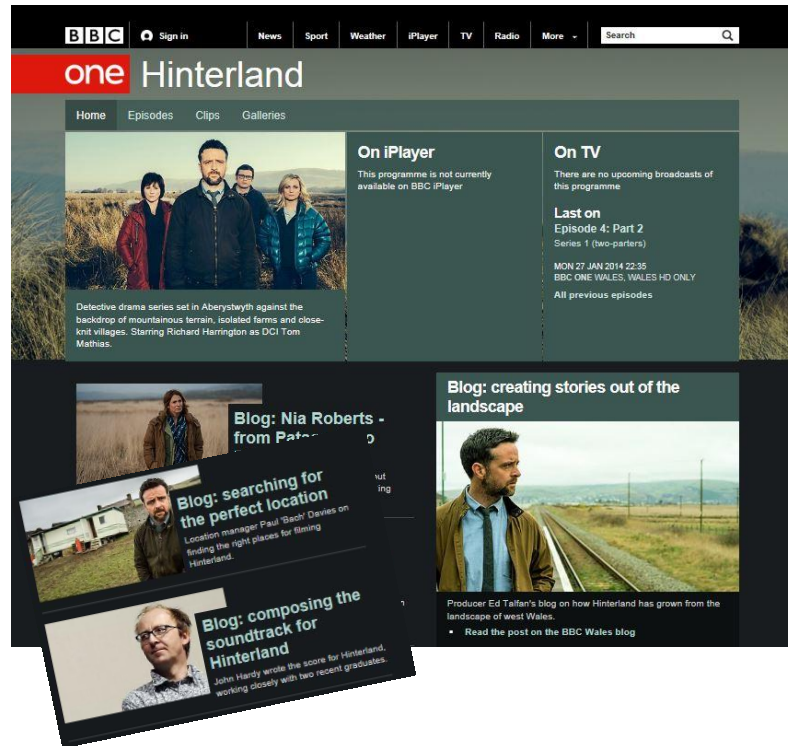 BBC Sign in News Sport Weather iPlayer TV Radio More Search
one Hinterland
Home Episodes Clips Galleries
Detective drama series set in Aberystwyth against the
backdrop of mountainous terrain, isolated farms and close-
knit villages. Starring Richard Harrington as DCI Tom
Mathias.
On iPlayer
This programme is not currently
available on BBC iPlayer
On TV
There are no upcoming broadcasts of
this programme
Last on
Episode 4: Part 2
Series 1 (two-parters)
MON 27 JAN 2014 22:35
BBC ONE WALES, WALES HD ONLY
All previous episodes
Blog: Nia Roberts -
from
Blog: searching for
the perfect location
Location manager Paul 'Bach' Davies on
finding the right places for filming
Hinterland.
Blog: composing the
soundtrack for
Hinterland
John Hardy wrote the score for Hinterland,
working closely with two recent graduates.
Blog: creating stories out of the
landscape
Producer Ed Talfan's blog on how Hinterland has grown from the
landscape of west Wales.
Read the post on the BBC Wales blog